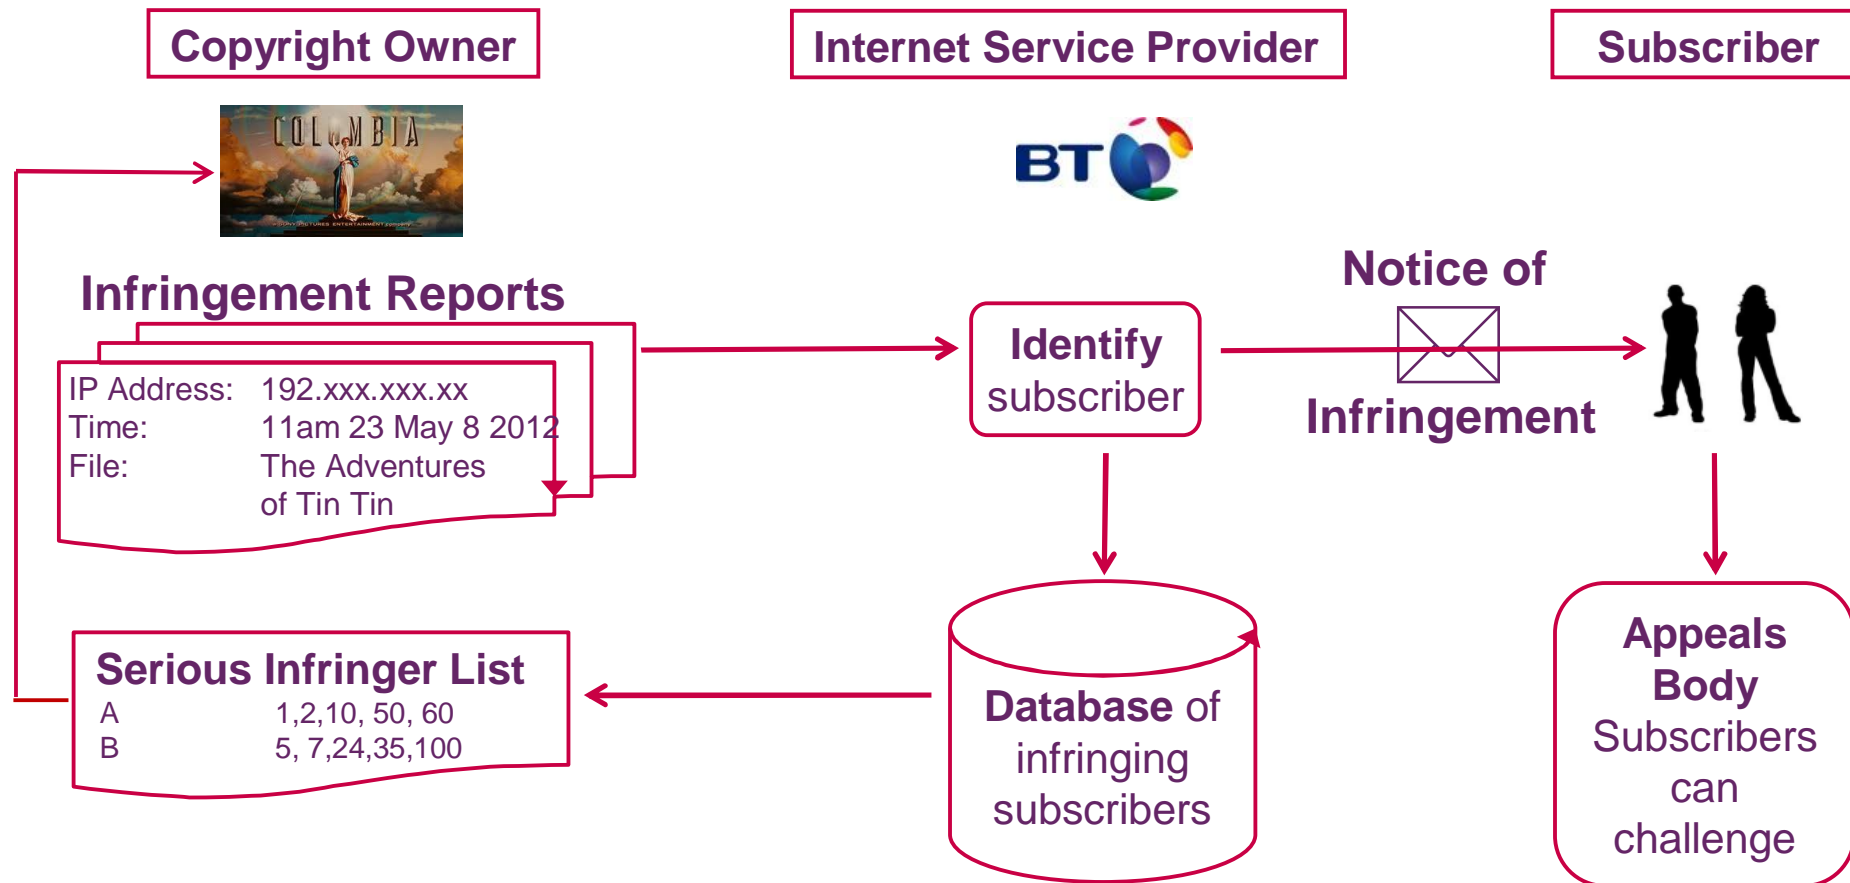 Copyright Owner
Internet Service Provider
Subscriber
COLUMBIA
BT
Infringement Reports
IP Address: 192.xxx.xxx.xx
Time: 11am 23 May 8 2012
File: The Adventures
of Tin Tin
Identify
subscriber
Notice of
Infringement
Serious Infringer List
A 1,2,10, 50, 60
B 5, 7,24,35,100
Database of
infringing
subscribers
Appeals
Body
Subscribers
can
challenge